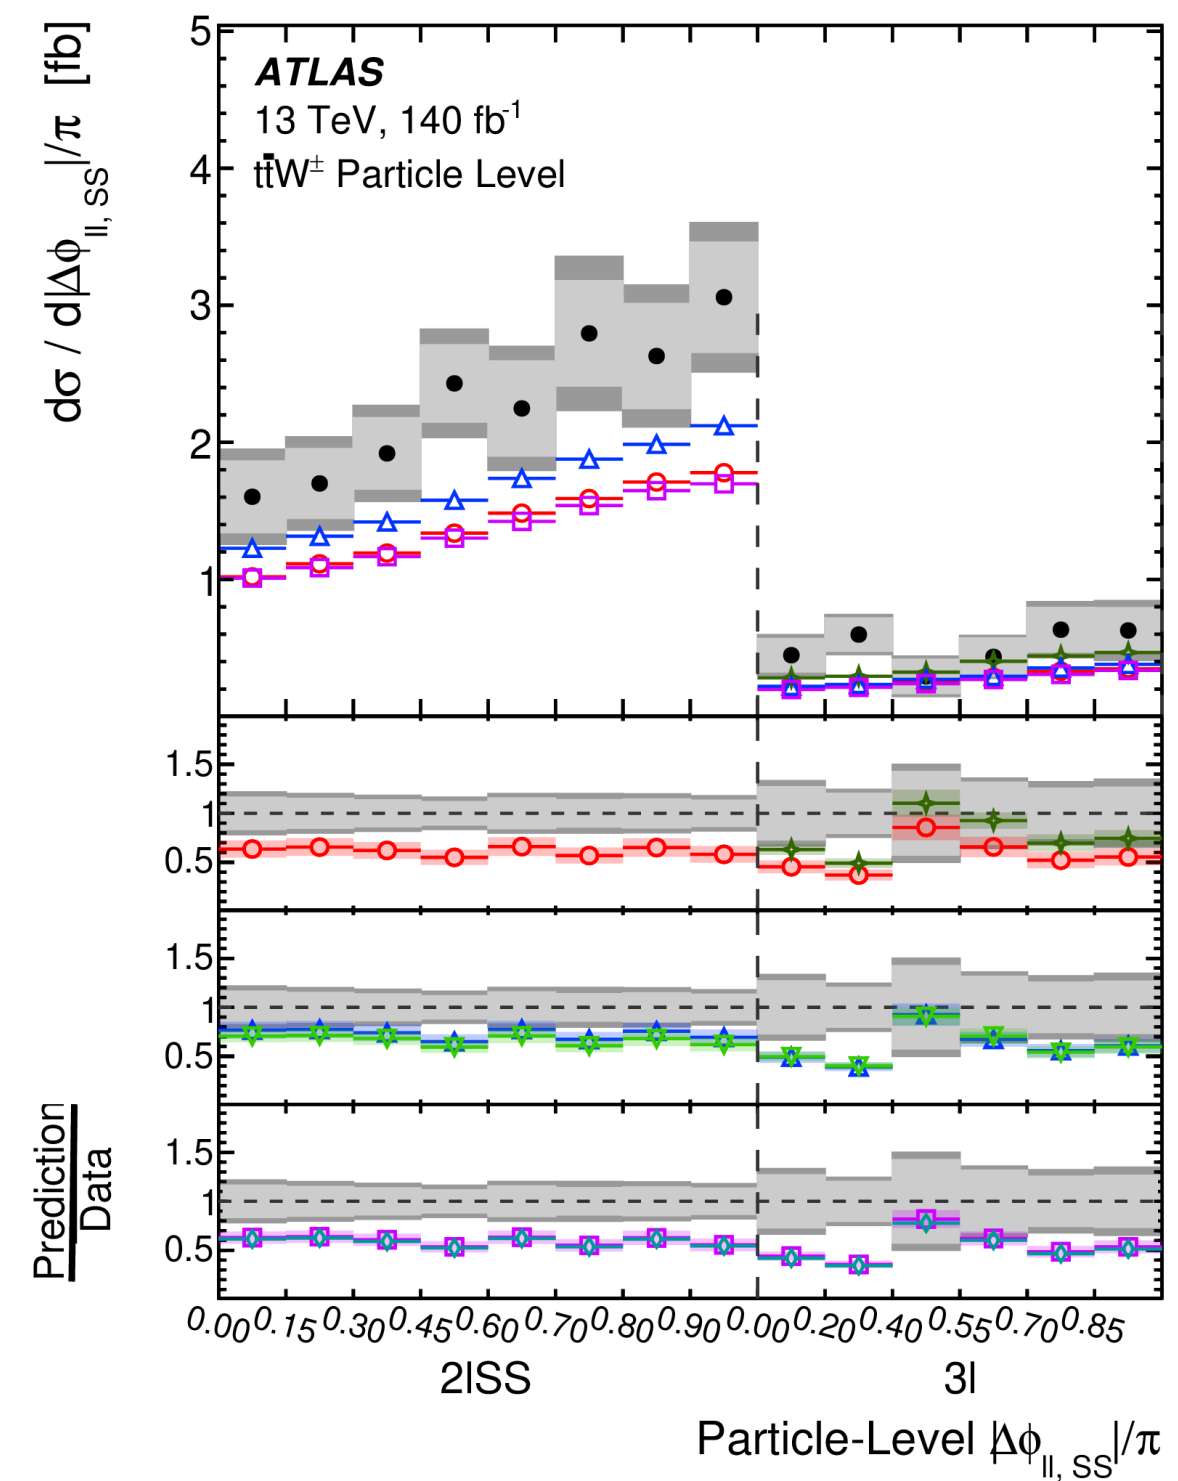 dσ / d|Δϕ_ll, SS|/π [fb]
5
4
3
2
1
ATLAS
13 TeV, 140 fb⁻¹
tt̄W± Particle Level
1.5
1
0.5
1.5
1
0.5
1.5
1
0.5
Prediction
Data
0.00 0.15 0.30 0.45 0.60 0.70 0.80 0.90 0.00 0.20 0.40 0.55 0.70 0.85
2lSS 3l
Particle-Level |Δϕ_ll, SS|/π